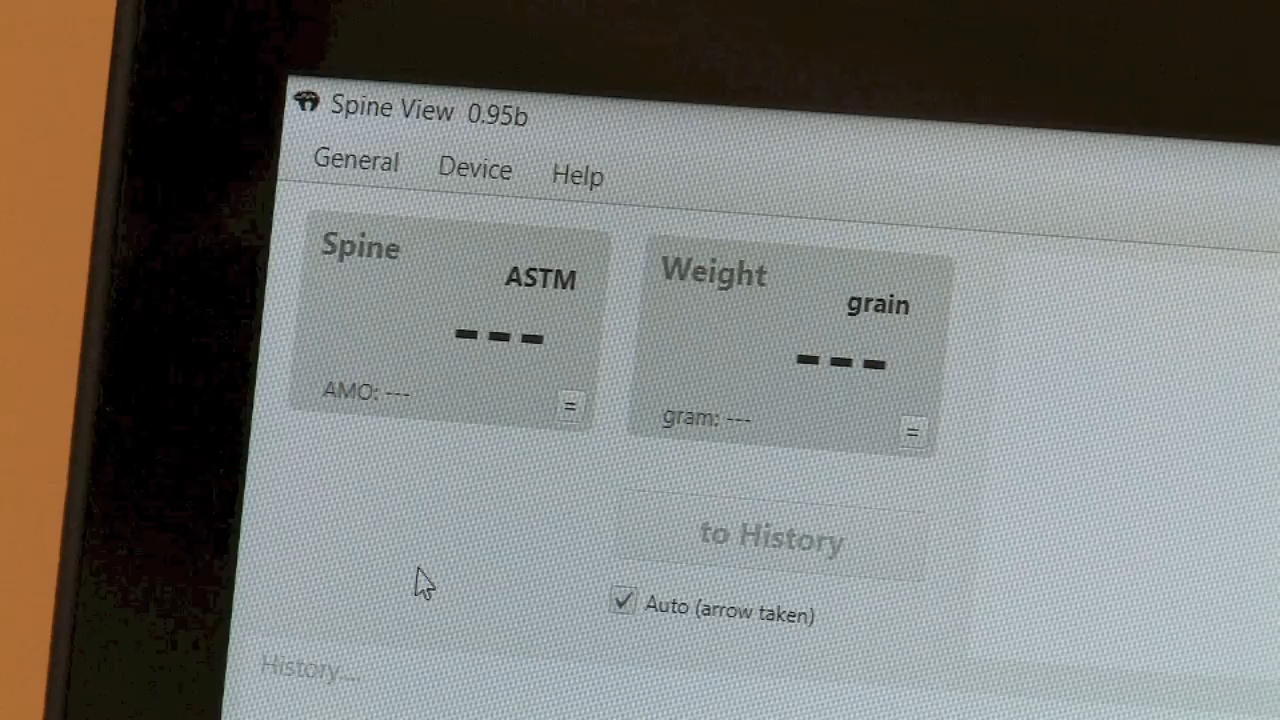 Spine View 0.95b
General Device Help
Spine
ASTM
---
AMO: ---
=
Weight
grain
---
gram: ---
=
to History
Auto (arrow taken)
History...